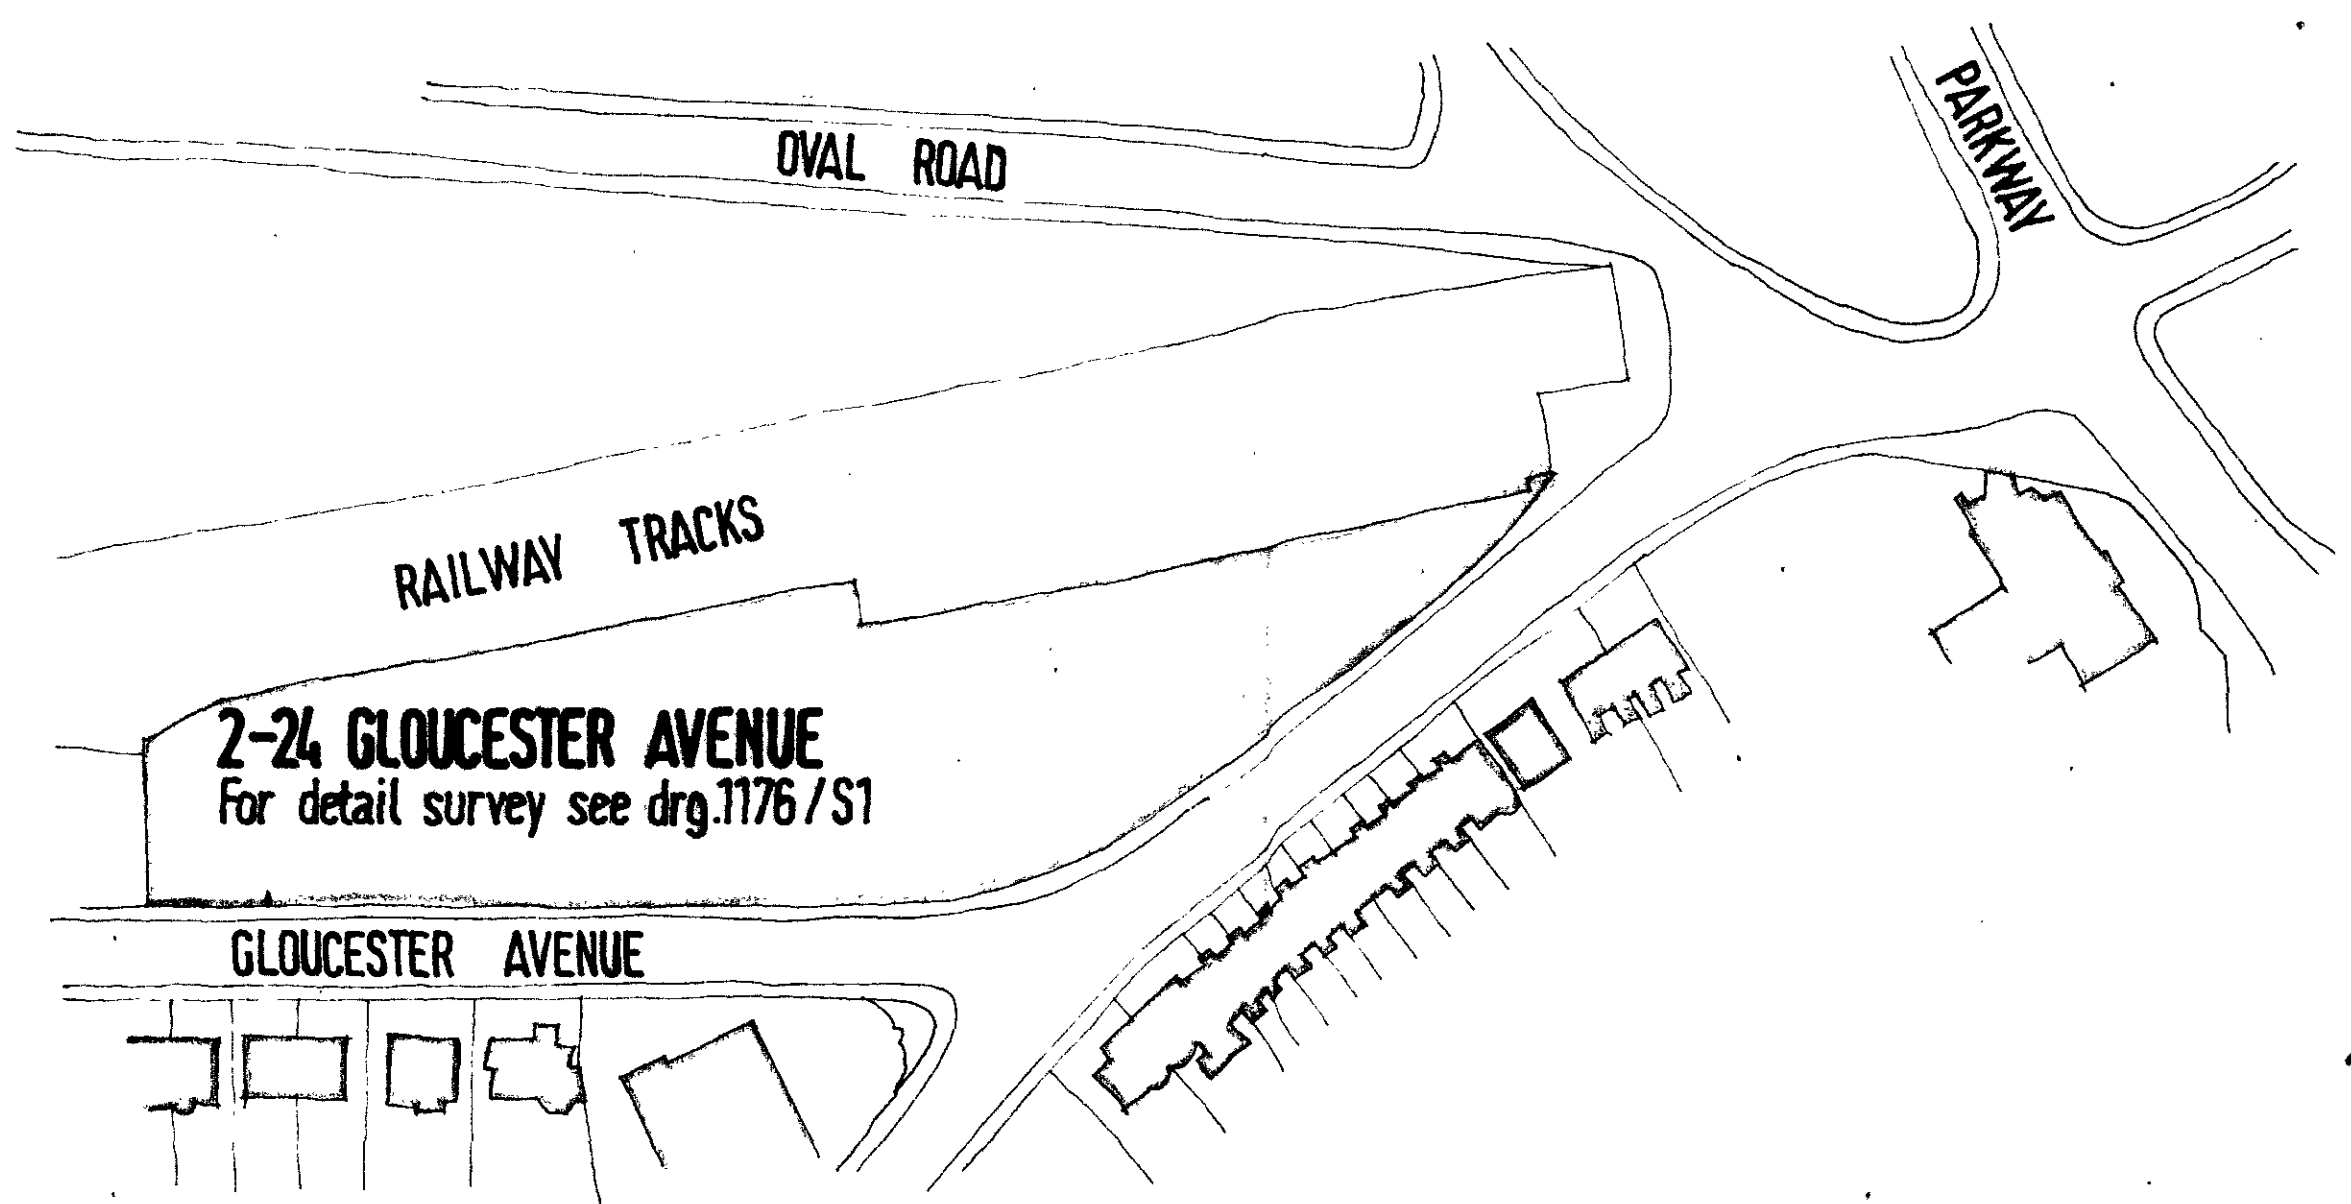 PARKWAY
OVAL ROAD
RAILWAY TRACKS
2-24 GLOUCESTER AVENUE
For detail survey see drg.1176/S1
GLOUCESTER AVENUE